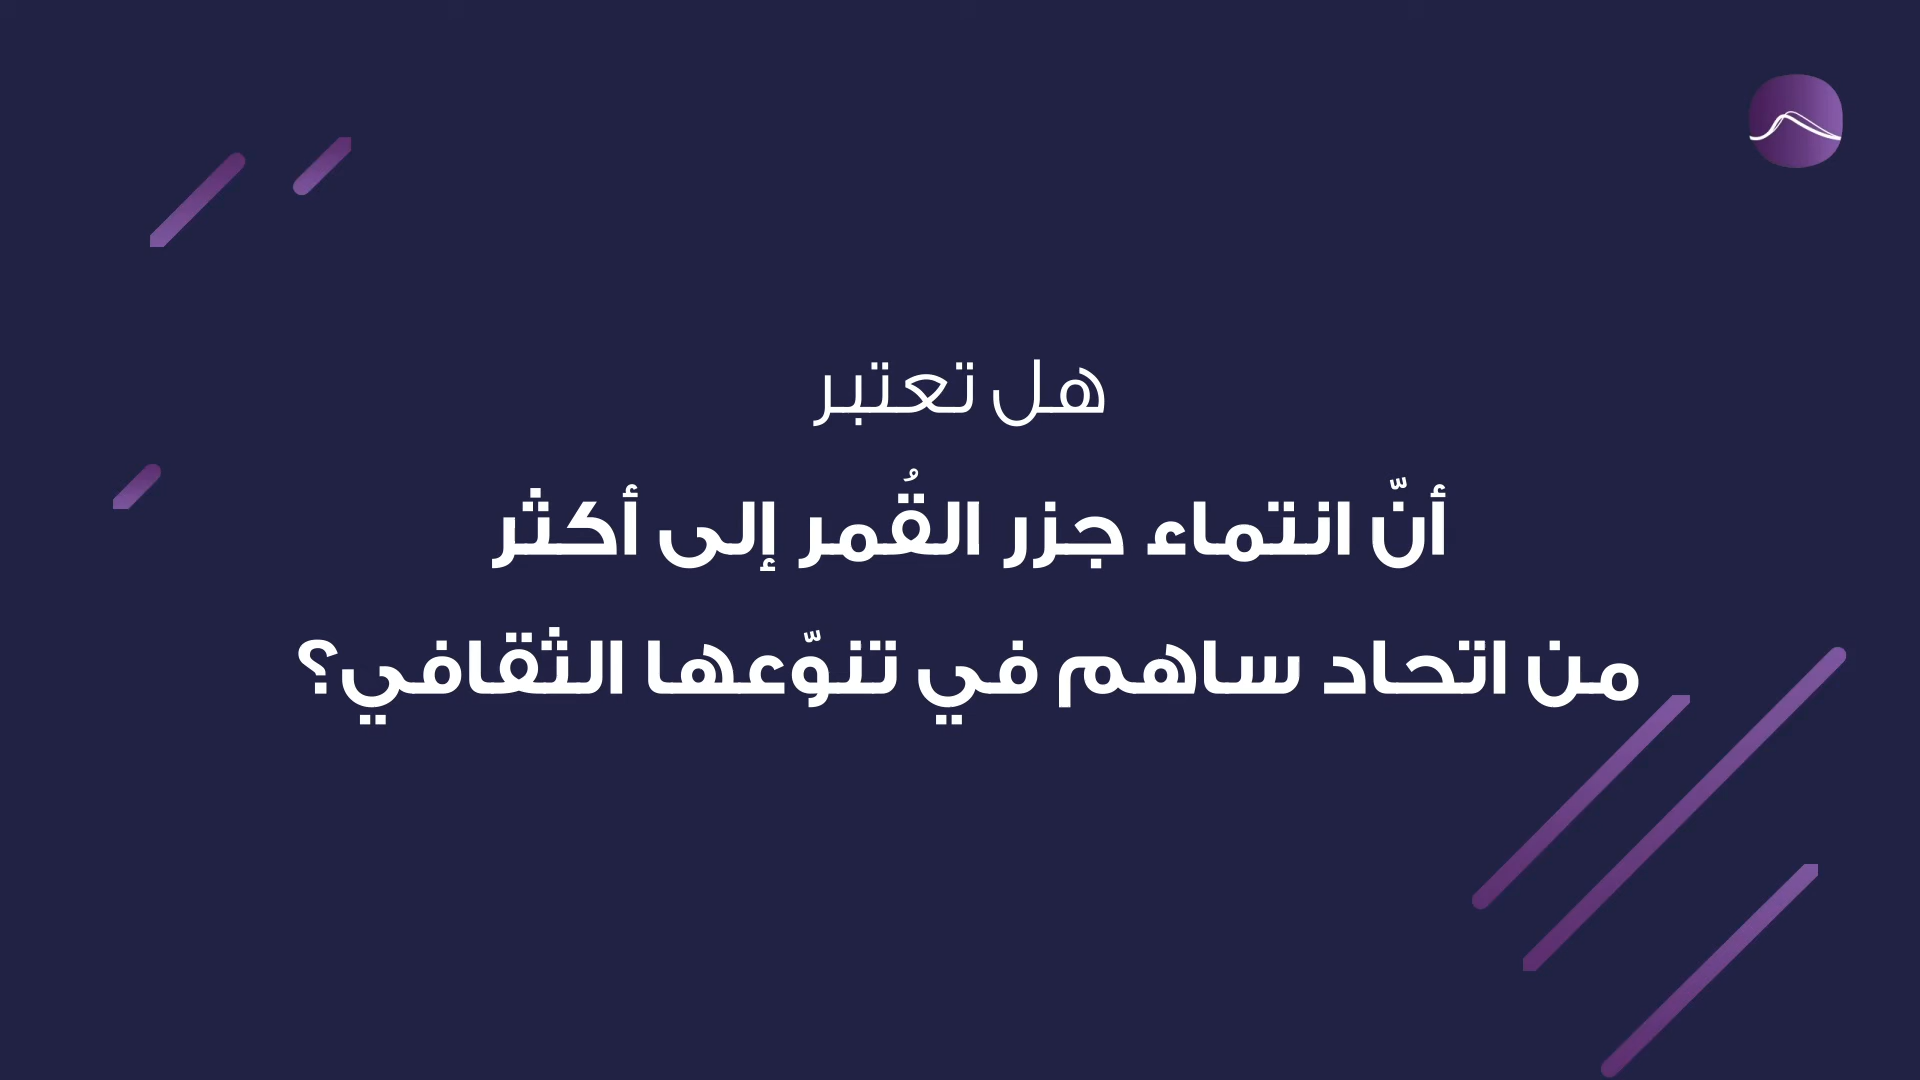 هل تعتبر
أنّ انتماء جزر القُمر إلى أكثر
من اتحاد ساهم في تنوّعها الثقافي؟